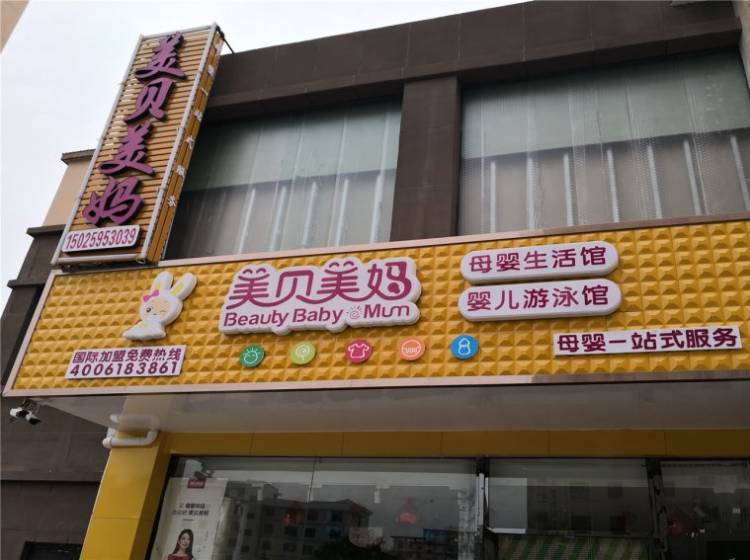 美贝美妈
15025953039
美贝美妈
Beauty Baby Mum
母婴生活馆
婴儿游泳馆
母婴一站式服务
国际加盟免费热线
4006183861